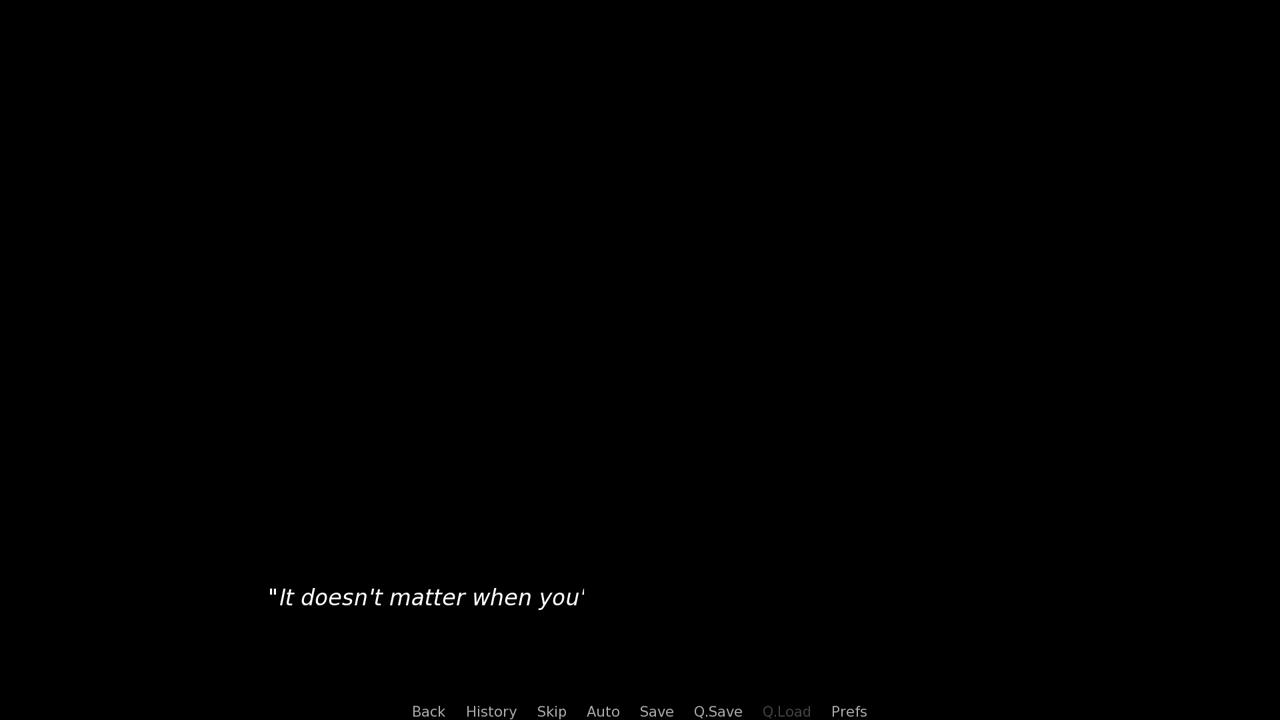 "It doesn't matter when you'
Back History Skip Auto Save Q.Save Q.Load Prefs